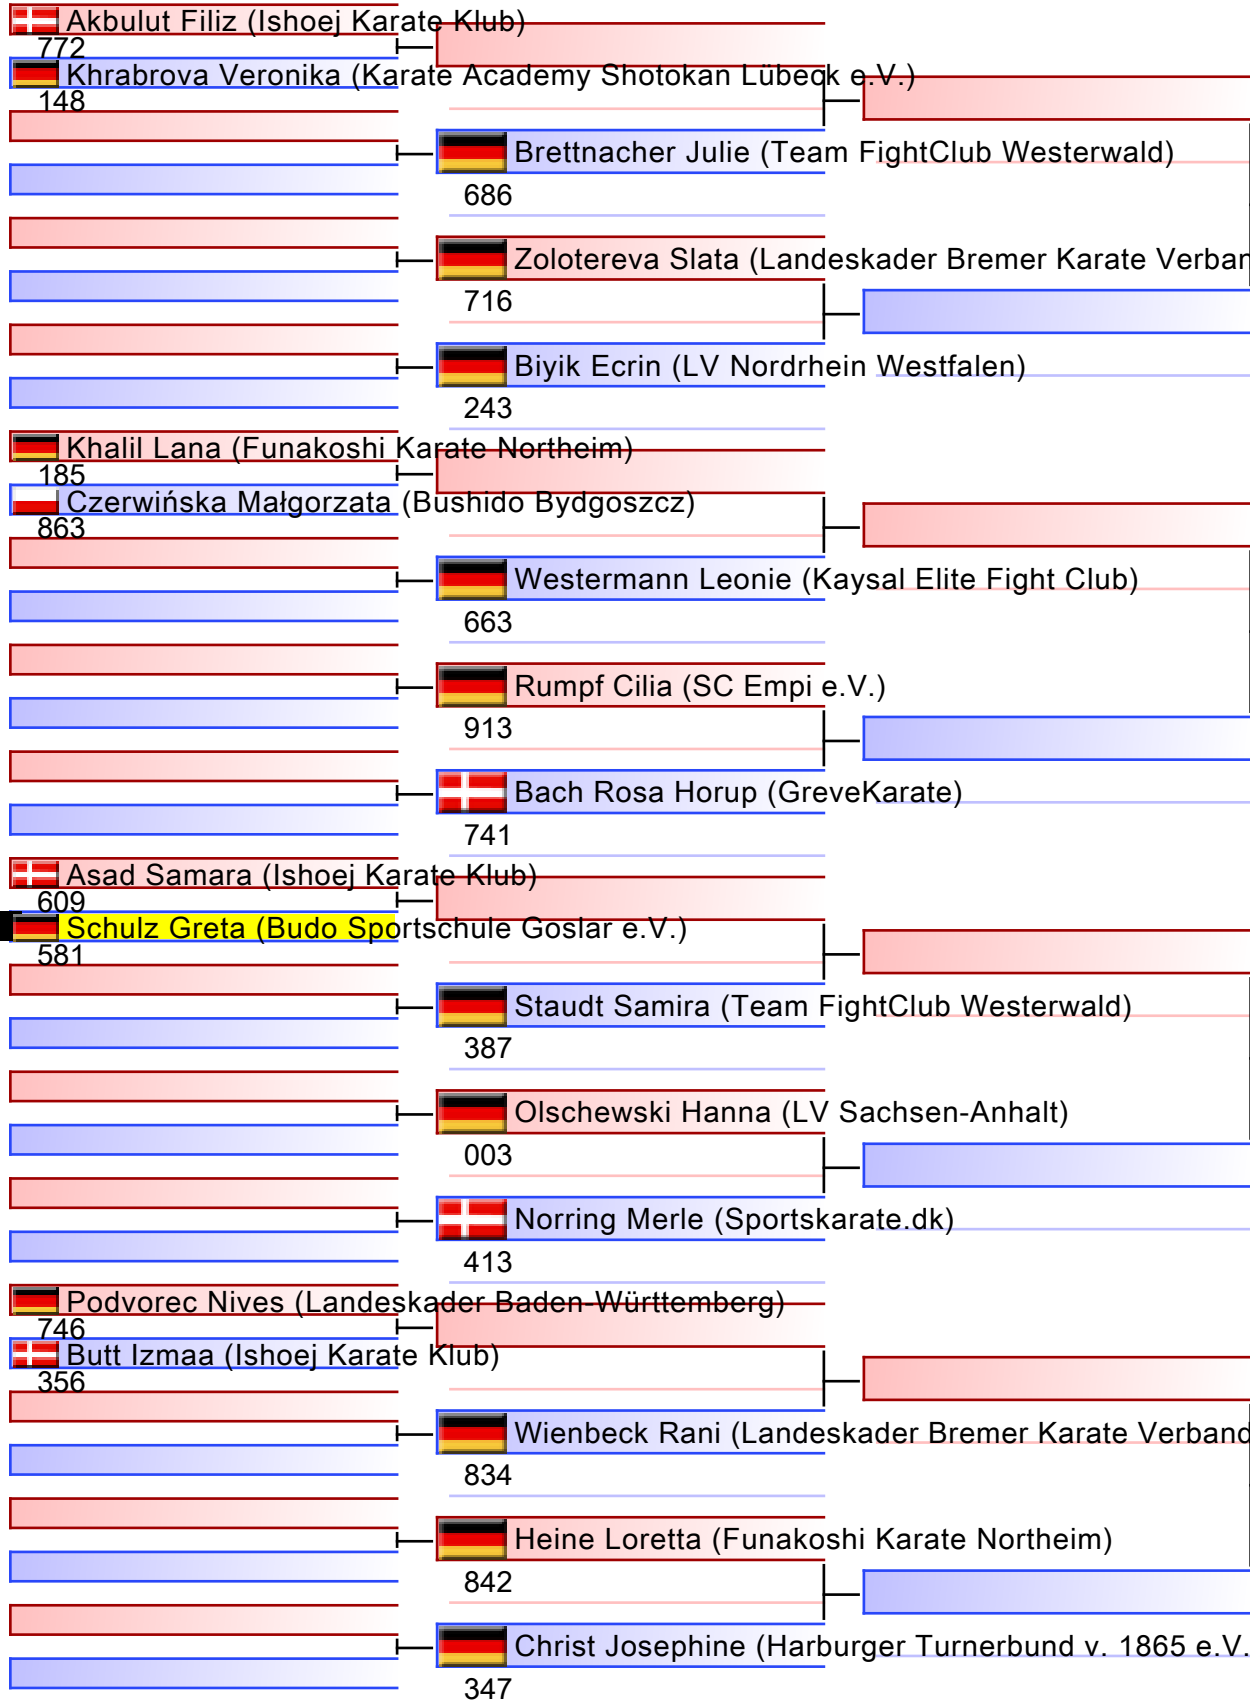 Akbulut Filiz (Ishoej Karate Klub)
772
Khrabrova Veronika (Karate Academy Shotokan Lübeck e.V.)
148
Brettnacher Julie (Team FightClub Westerwald)
686
Zolotereva Slata (Landeskader Bremer Karate Verban
716
Biyik Ecrin (LV Nordrhein Westfalen)
243
Khalil Lana (Funakoshi Karate Northeim)
185
Czerwińska Małgorzata (Bushido Bydgoszcz)
863
Westermann Leonie (Kaysal Elite Fight Club)
663
Rumpf Cilia (SC Empi e.V.)
913
Bach Rosa Horup (GreveKarate)
741
Asad Samara (Ishoej Karate Klub)
609
Schulz Greta (Budo Sportschule Goslar e.V.)
581
Staudt Samira (Team FightClub Westerwald)
387
Olschewski Hanna (LV Sachsen-Anhalt)
003
Norring Merle (Sportskarate.dk)
413
Podvorec Nives (Landeskader Baden-Württemberg)
746
Butt Izmaa (Ishoej Karate Klub)
356
Wienbeck Rani (Landeskader Bremer Karate Verband
834
Heine Loretta (Funakoshi Karate Northeim)
842
Christ Josephine (Harburger Turnerbund v. 1865 e.V.
347